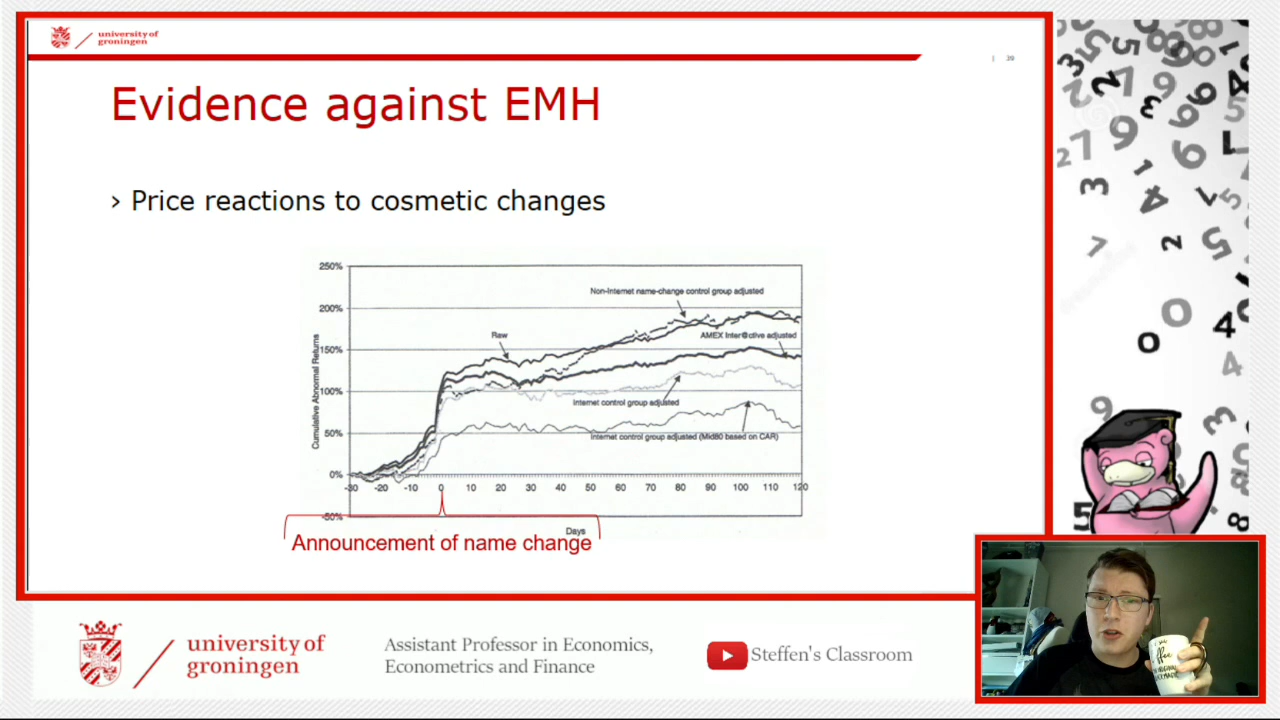 university of
groningen
| 39
Evidence against EMH
› Price reactions to cosmetic changes
250%
Non-Internet name-change control group adjusted
200%
Raw
AMEX Inter@ctive adjusted
150%
100%
Internet control group adjusted
50%
Internet control group adjusted (Mid80 based on CAR)
0%
Cumulative Abnormal Returns
-30 -20 -10 0 10 20 30 40 50 60 70 80 90 100 110 120
-50%
Days
Announcement of name change
university of
groningen
Assistant Professor in Economics,
Econometrics and Finance
Steffen's Classroom